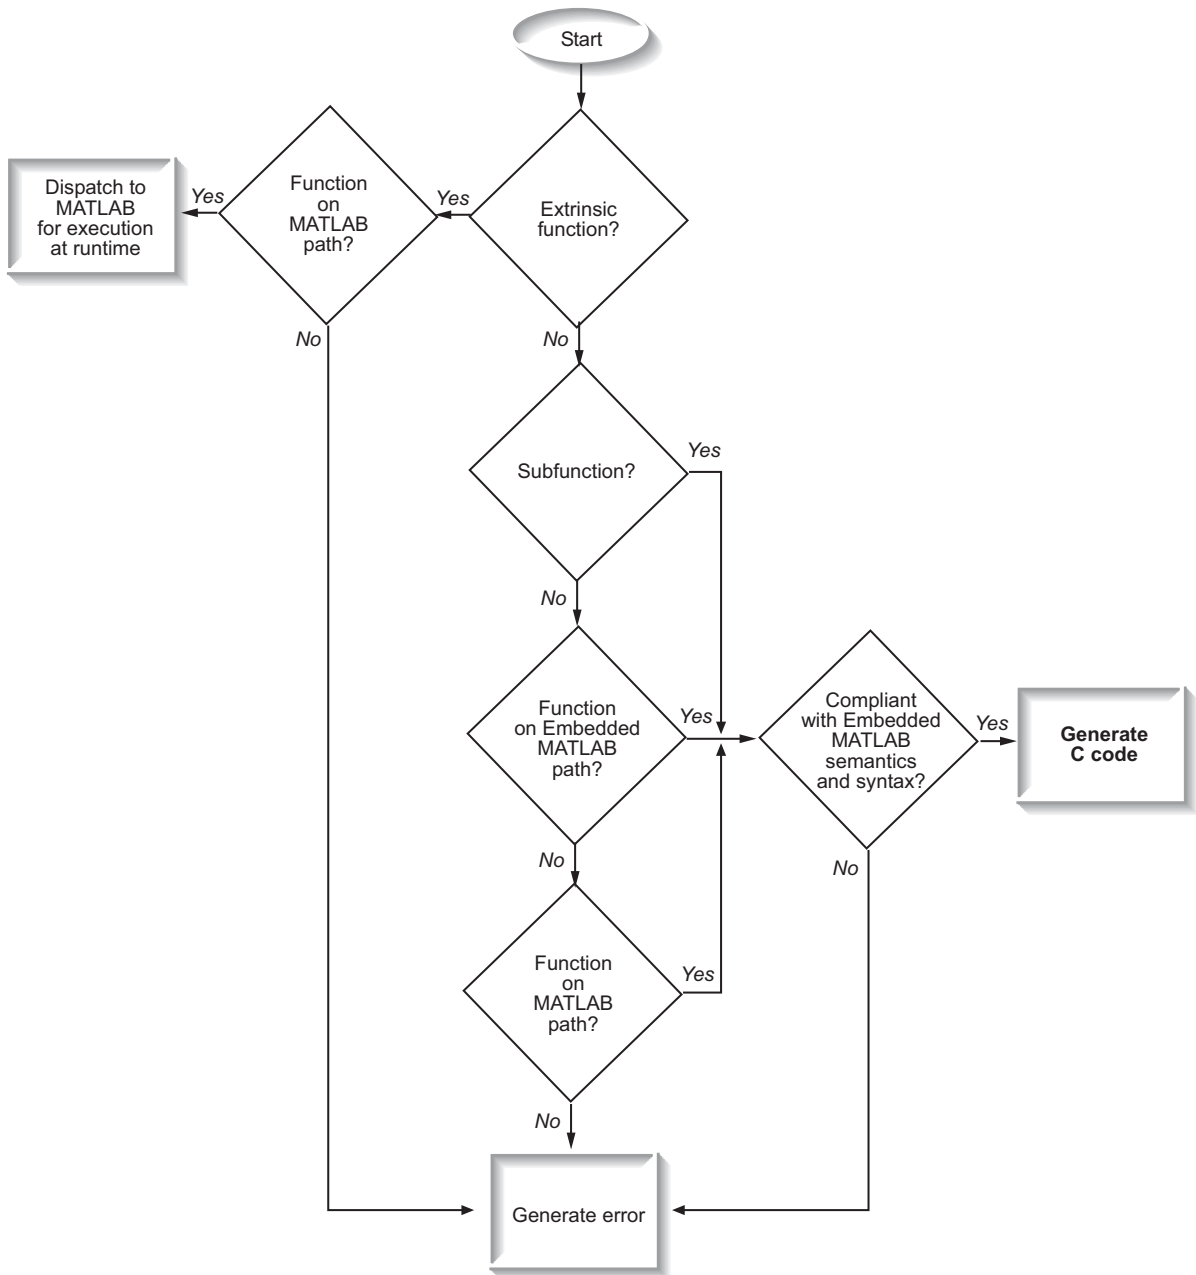 Start
Function
on
MATLAB
path?
Extrinsic
function?
Dispatch to
MATLAB
for execution
at runtime
Yes
Yes
No
No
Subfunction?
Yes
No
Function
on Embedded
MATLAB
path?
Yes
Compliant
with Embedded
MATLAB
semantics
and syntax?
Yes
Generate
C code
No
No
Function
on
MATLAB
path?
Yes
No
Generate error